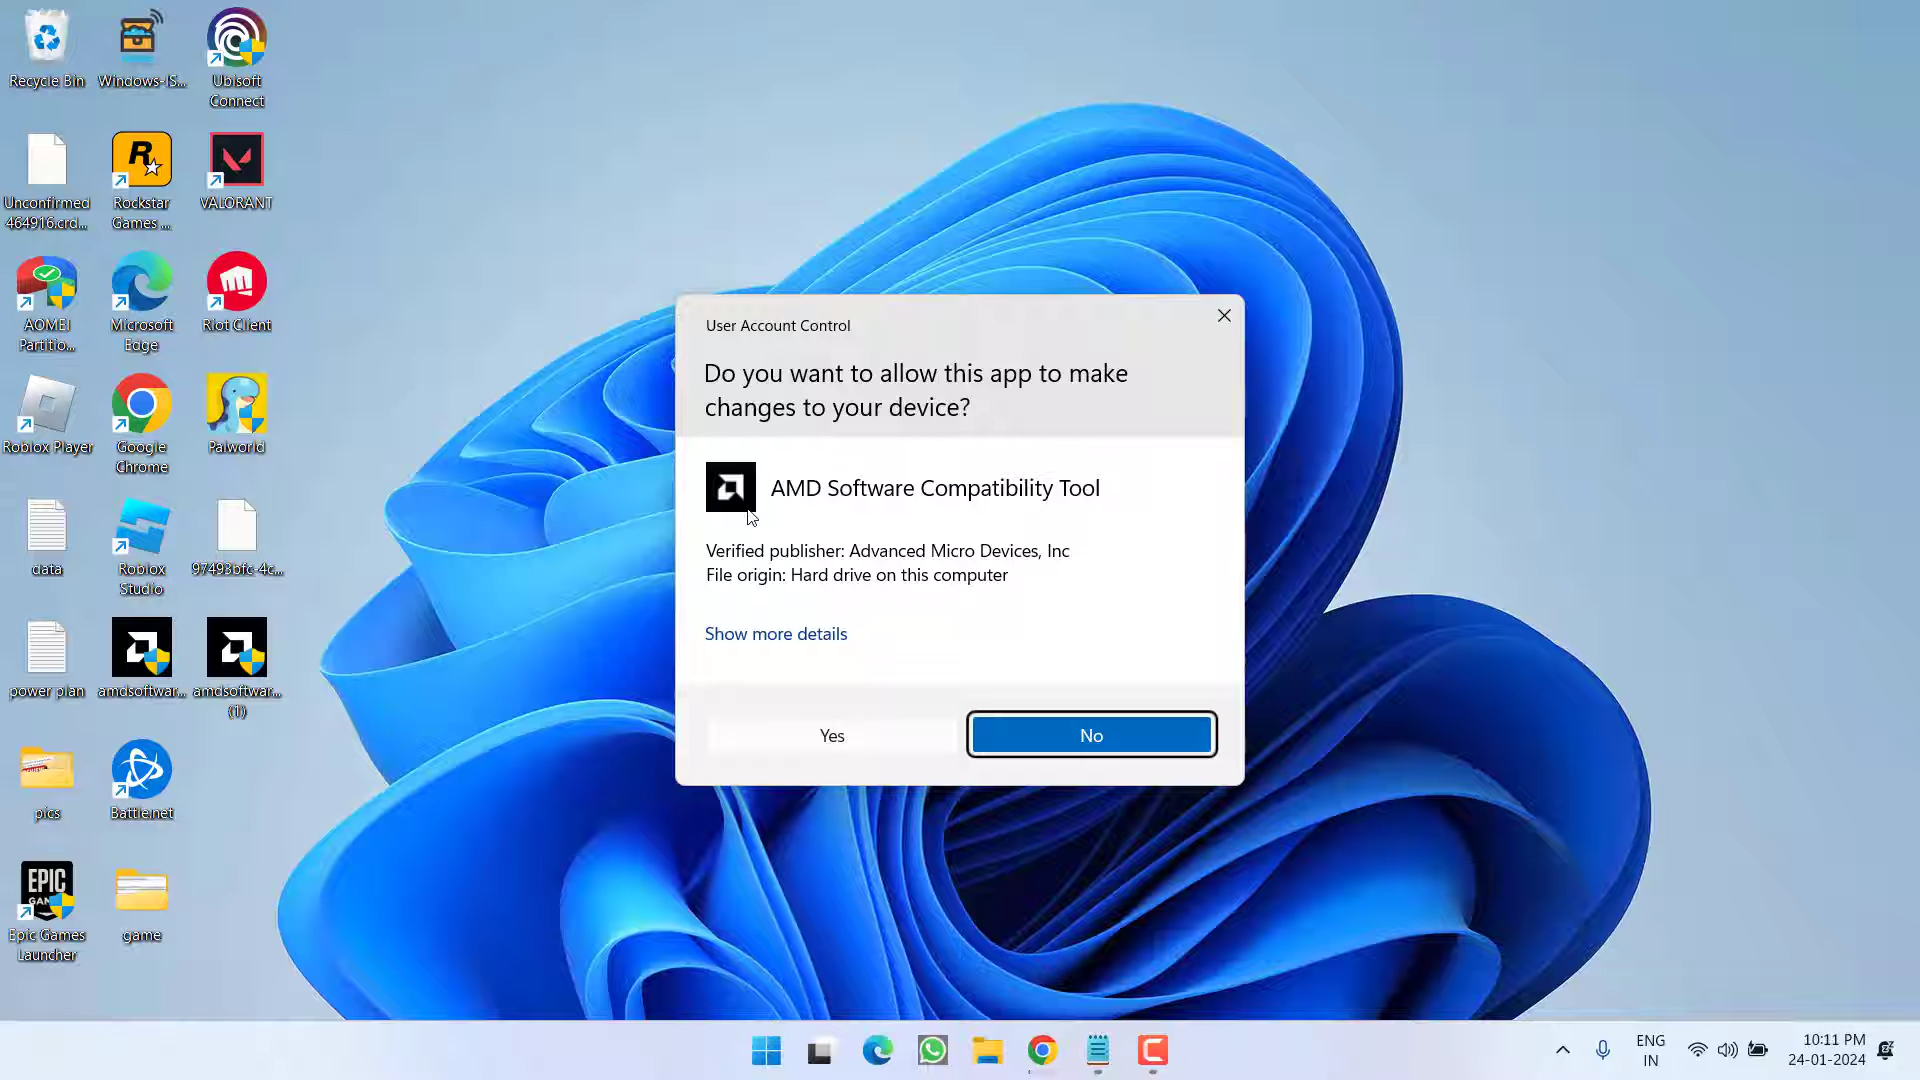 Recycle Bin
Windows-IS...
Ubisoft
Connect
Unconfirmed
464916.crd...
Rockstar
Games ...
VALORANT
AOMEI
Partitio...
Microsoft
Edge
Riot Client
Roblox Player
Google
Chrome
Palworld
data
Roblox
Studio
97493bfc-4c...
power plan
amdsoftwar...
amdsoftwar...
(1)
pics
Battle.net
EPIC
GAMES
Epic Games
Launcher
game
User Account Control
Do you want to allow this app to make
changes to your device?
AMD Software Compatibility Tool
Verified publisher: Advanced Micro Devices, Inc
File origin: Hard drive on this computer
Show more details
Yes
No
ENG
IN
10:11 PM
24-01-2024